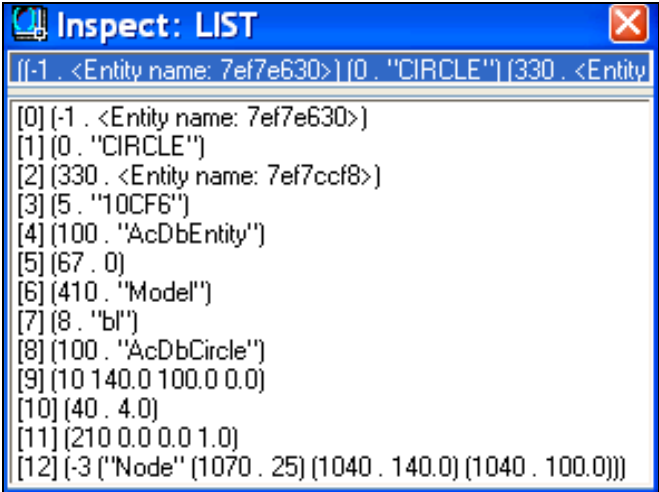 Inspect: LIST
((-1 . <Entity name: 7ef7e630>) (0 . "CIRCLE") (330 . <Entity
[0] (-1 . <Entity name: 7ef7e630>)
[1] (0 . "CIRCLE")
[2] (330 . <Entity name: 7ef7ccf8>)
[3] (5 . "10CF6")
[4] (100 . "AcDbEntity")
[5] (67 . 0)
[6] (410 . "Model")
[7] (8 . "bl")
[8] (100 . "AcDbCircle")
[9] (10 140.0 100.0 0.0)
[10] (40 . 4.0)
[11] (210 0.0 0.0 1.0)
[12] (-3 ("Node" (1070 . 25) (1040 . 140.0) (1040 . 100.0)))